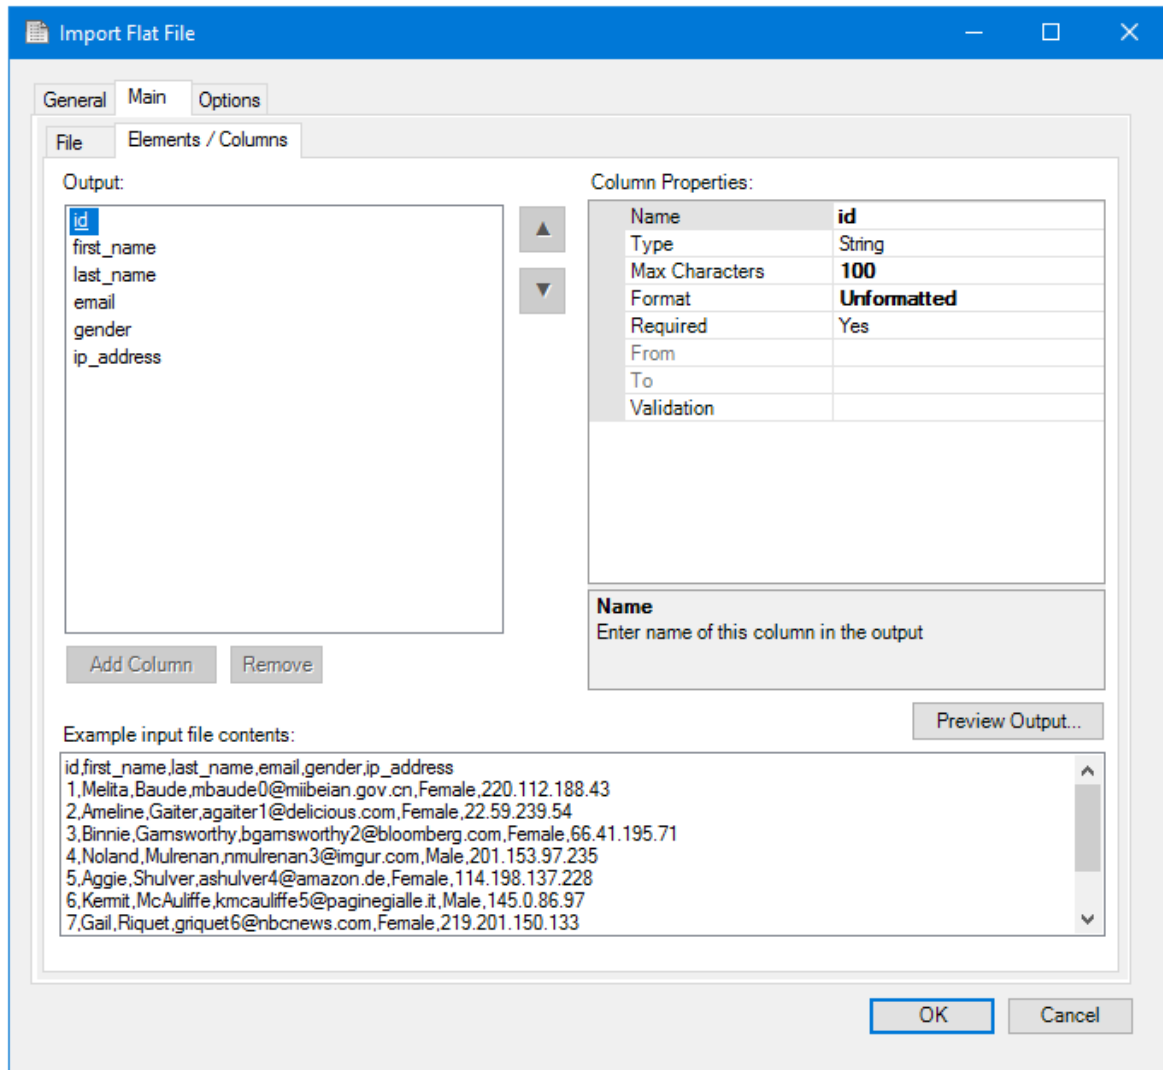 Import Flat File
General Main Options
File Elements / Columns
Output:
id
first_name
last_name
email
gender
ip_address
Add Column Remove
Column Properties:
Name id
Type String
Max Characters 100
Format Unformatted
Required Yes
From
To
Validation
Name
Enter name of this column in the output
Preview Output...
Example input file contents:
id,first_name,last_name,email,gender,ip_address
1,Melita,Baude,mbaude0@miibeian.gov.cn,Female,220.112.188.43
2,Ameline,Gaiter,agaiter1@delicious.com,Female,22.59.239.54
3,Binnie,Garnsworthy,bgarnsworthy2@bloomberg.com,Female,66.41.195.71
4,Noland,Mulrenan,nmulrenan3@imgur.com,Male,201.153.97.235
5,Aggie,Shulver,ashulver4@amazon.de,Female,114.198.137.228
6,Kermit,McAuliffe,kmcauliffe5@paginegialle.it,Male,145.0.86.97
7,Gail,Riquet,griquet6@nbcnews.com,Female,219.201.150.133
OK Cancel